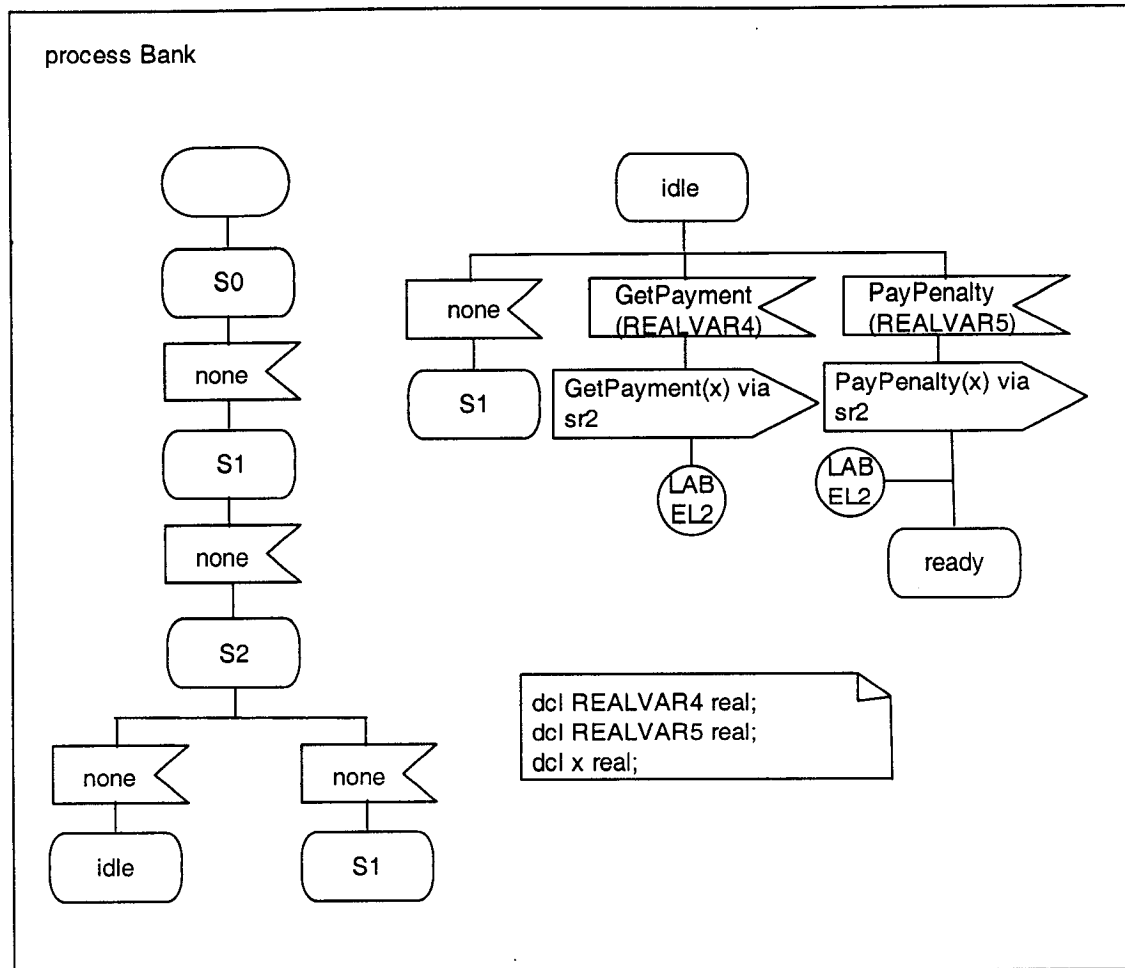 process Bank
S0
none
S1
none
S2
none
none
idle
S1
idle
none
GetPayment
(REALVAR4)
PayPenalty
(REALVAR5)
S1
GetPayment(x) via
sr2
PayPenalty(x) via
sr2
LAB
EL2
LAB
EL2
ready
dcl REALVAR4 real;
dcl REALVAR5 real;
dcl x real;